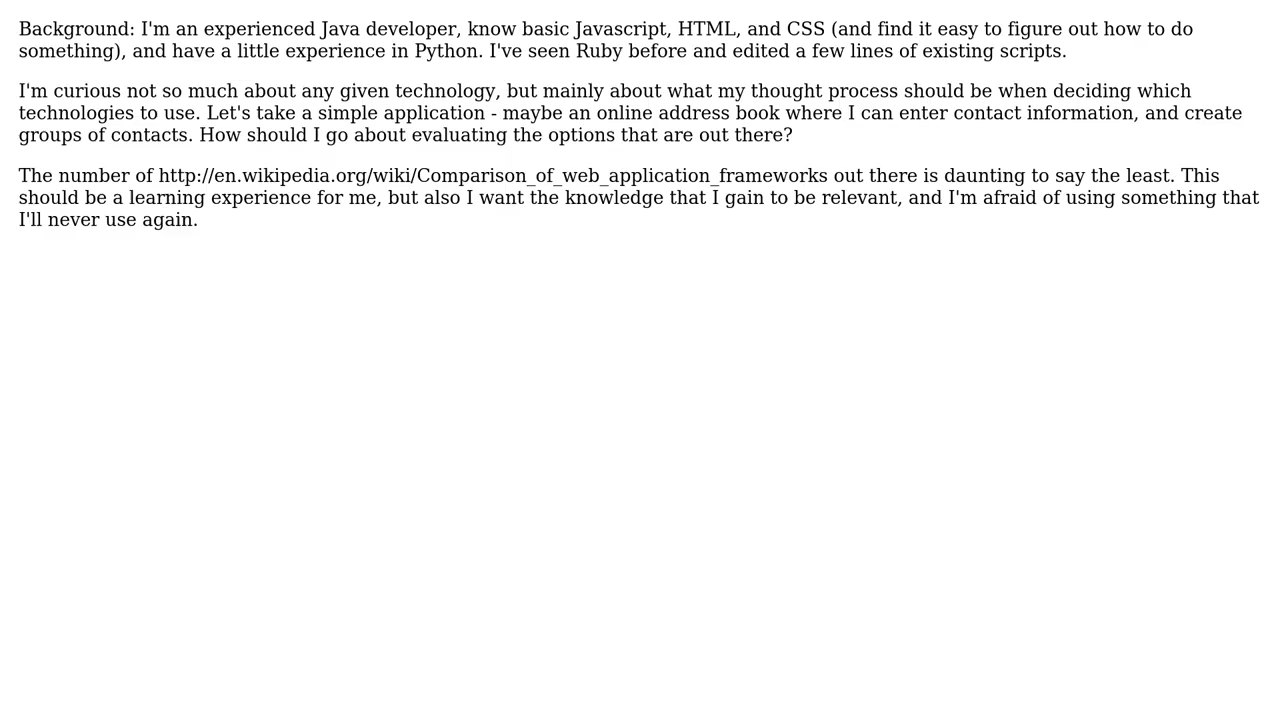 Background: I'm an experienced Java developer, know basic Javascript, HTML, and CSS (and find it easy to figure out how to do
something), and have a little experience in Python. I've seen Ruby before and edited a few lines of existing scripts.
I'm curious not so much about any given technology, but mainly about what my thought process should be when deciding which
technologies to use. Let's take a simple application - maybe an online address book where I can enter contact information, and create
groups of contacts. How should I go about evaluating the options that are out there?
The number of http://en.wikipedia.org/wiki/Comparison_of_web_application_frameworks out there is daunting to say the least. This
should be a learning experience for me, but also I want the knowledge that I gain to be relevant, and I'm afraid of using something that
I'll never use again.